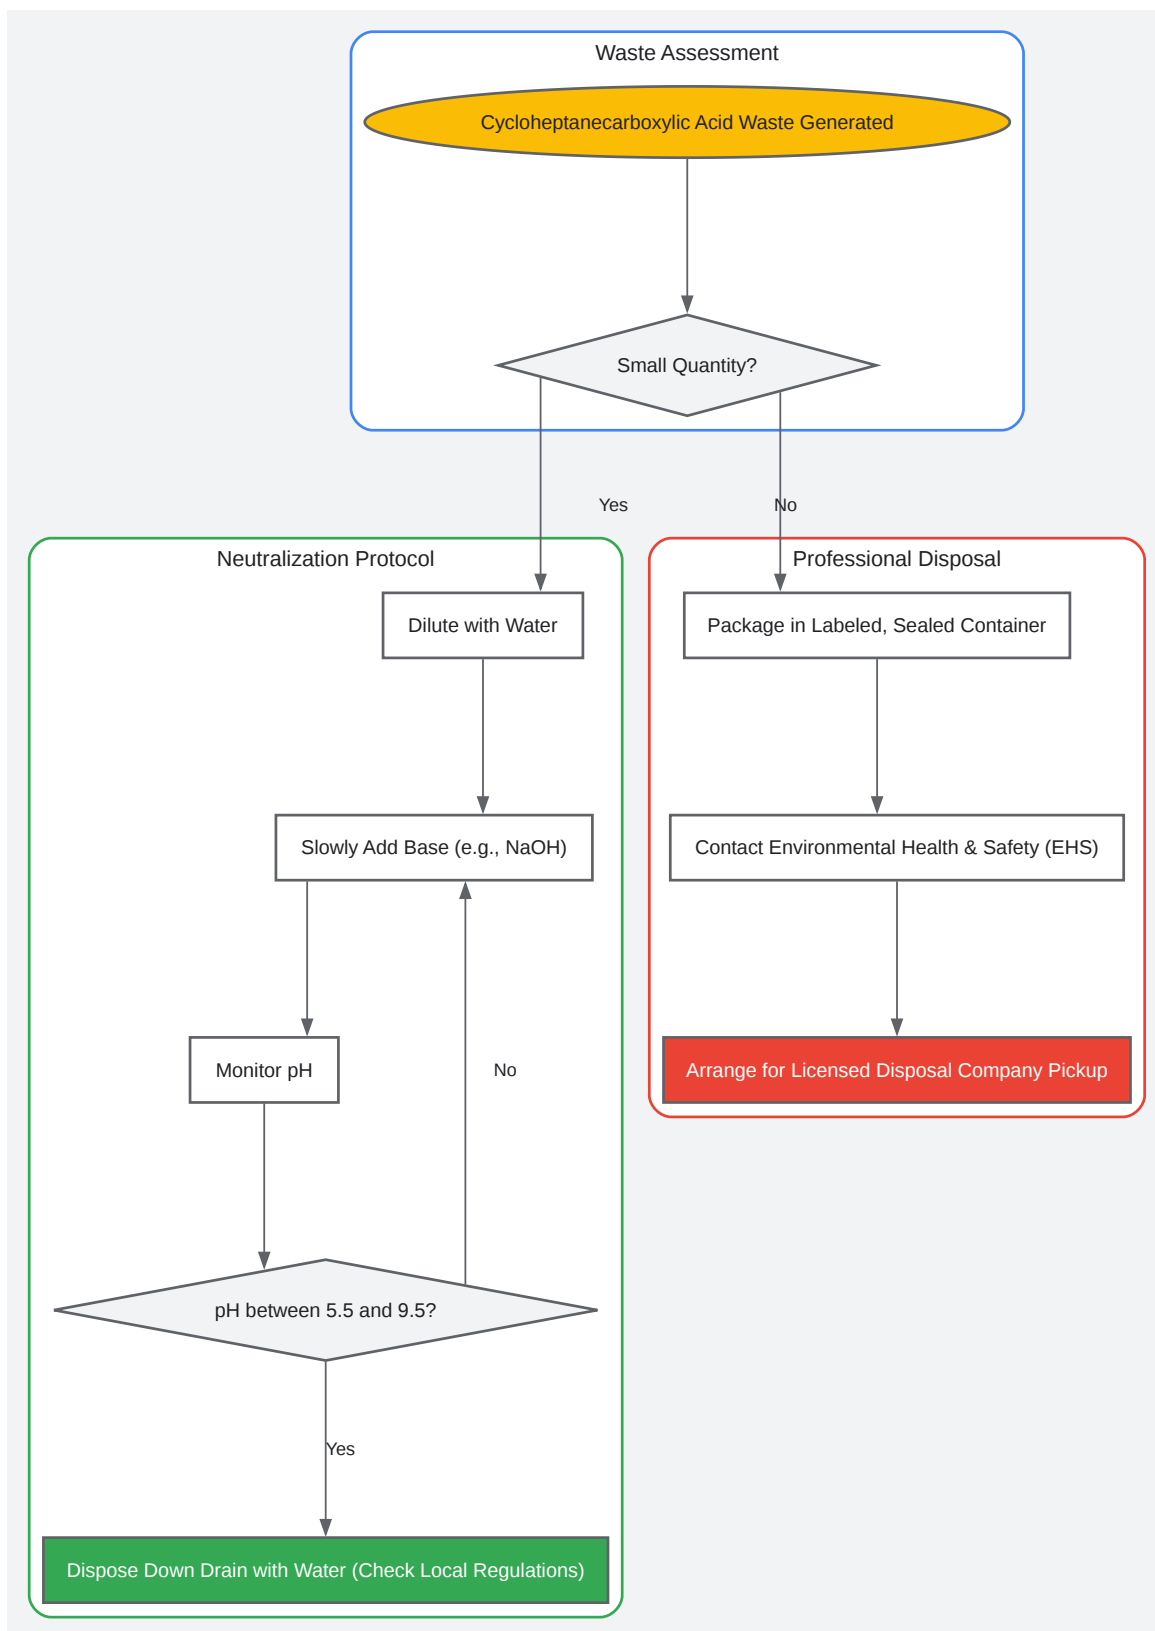 Waste Assessment
Cycloheptanecarboxylic Acid Waste Generated
Small Quantity?
Yes
No
Neutralization Protocol
Dilute with Water
Slowly Add Base (e.g., NaOH)
Monitor pH
No
pH between 5.5 and 9.5?
Yes
Dispose Down Drain with Water (Check Local Regulations)
Professional Disposal
Package in Labeled, Sealed Container
Contact Environmental Health & Safety (EHS)
Arrange for Licensed Disposal Company Pickup